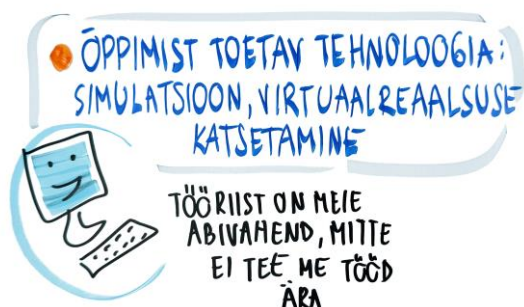 ÕPPIMIST TOETAV TEHNOLOOGIA:
SIMULATSIOON, VIRTUAALREAALSUSE
KATSETAMINE
TÖÖRIIST ON MEIE
ABIVAHEND, MITTE
EI TEE ME TÖÖD
ÄRA